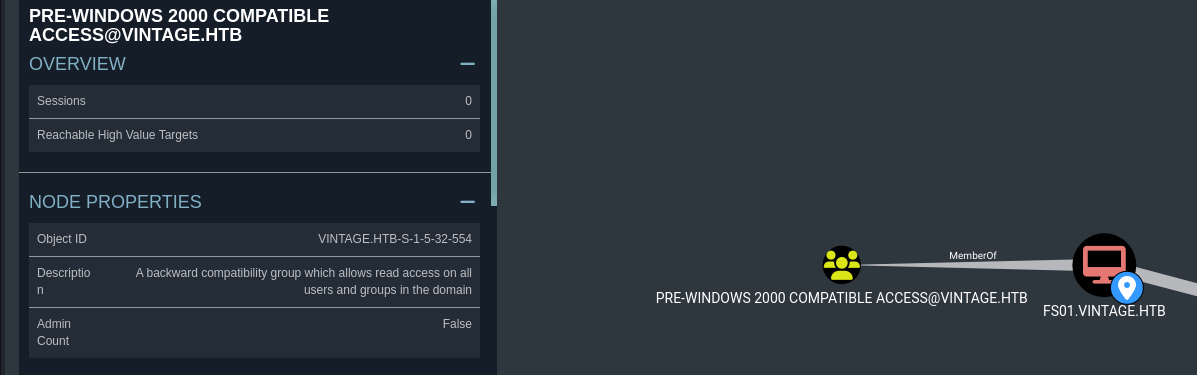 PRE-WINDOWS 2000 COMPATIBLE
ACCESS@VINTAGE.HTB
OVERVIEW
Sessions 0
Reachable High Value Targets 0
NODE PROPERTIES
Object ID VINTAGE.HTB-S-1-5-32-554
Descriptio A backward compatibility group which allows read access on all
n users and groups in the domain
Admin False
Count
MemberOf
PRE-WINDOWS 2000 COMPATIBLE ACCESS@VINTAGE.HTB
FS01.VINTAGE.HTB